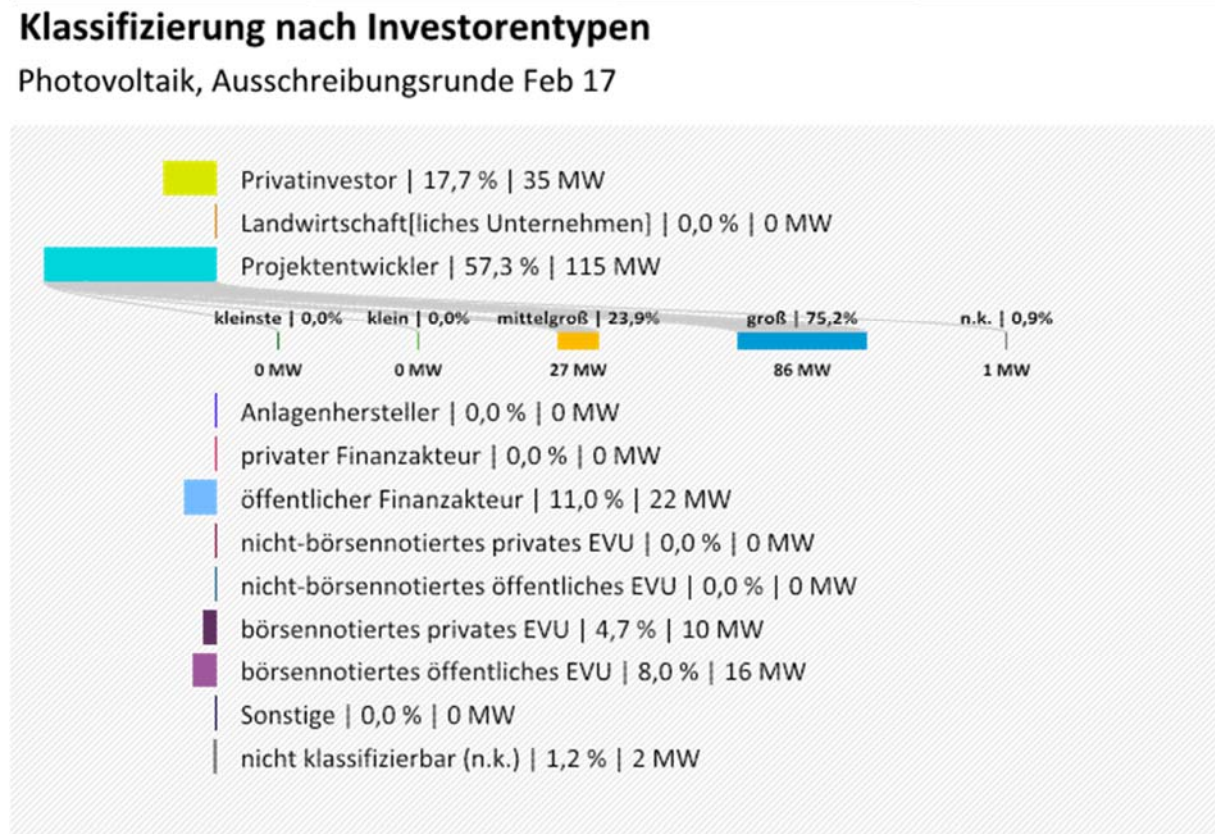 Klassifizierung nach Investorentypen
Photovoltaik, Ausschreibungsrunde Feb 17
Privatinvestor | 17,7 % | 35 MW
Landwirtschaft[liches Unternehmen] | 0,0 % | 0 MW
Projektentwickler | 57,3 % | 115 MW
kleinste | 0,0% klein | 0,0% mittelgroß | 23,9% groß | 75,2% n.k. | 0,9%
0 MW 0 MW 27 MW 86 MW 1 MW
Anlagenhersteller | 0,0 % | 0 MW
privater Finanzakteur | 0,0 % | 0 MW
öffentlicher Finanzakteur | 11,0 % | 22 MW
nicht-börsennotiertes privates EVU | 0,0 % | 0 MW
nicht-börsennotiertes öffentliches EVU | 0,0 % | 0 MW
börsennotiertes privates EVU | 4,7 % | 10 MW
börsennotiertes öffentliches EVU | 8,0 % | 16 MW
Sonstige | 0,0 % | 0 MW
nicht klassifizierbar (n.k.) | 1,2 % | 2 MW